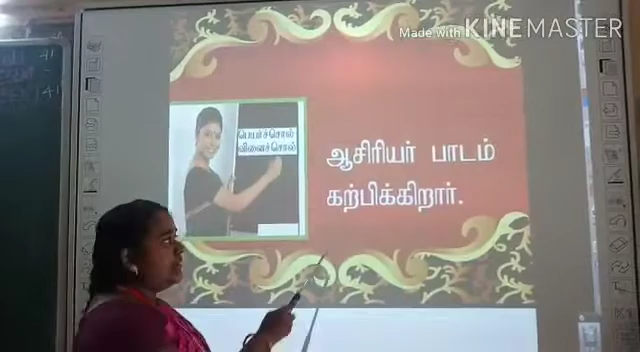 Made with KINEMASTER
பெயர்ச்சொல்
வினைச்சொல்
ஆசிரியர் பாடம்
கற்பிக்கிறார்.